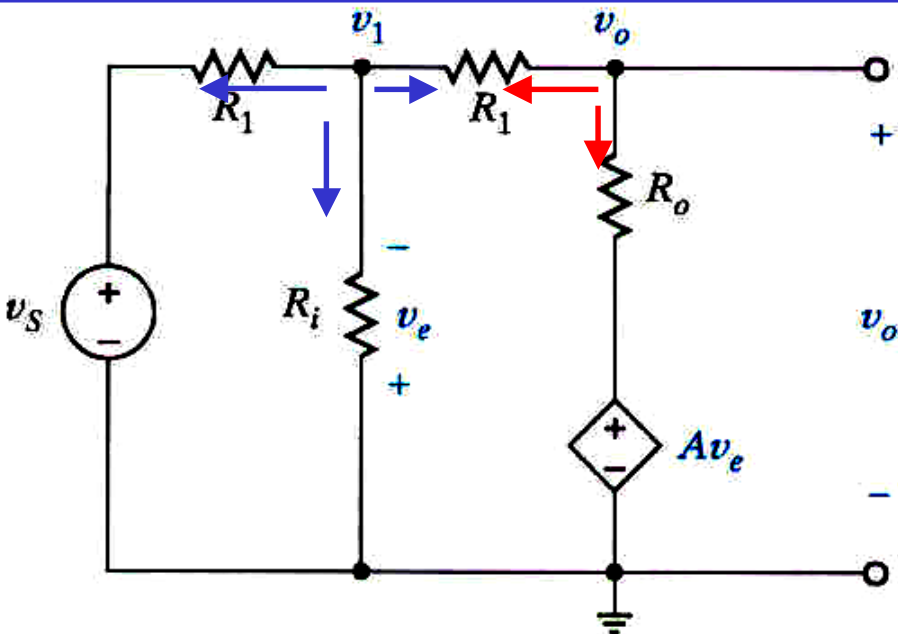 v₁ vₒ
R₁ R₁
+
Rₒ
−
+ − vS Rᵢ vₑ vₒ
+
+ − Avₑ
−